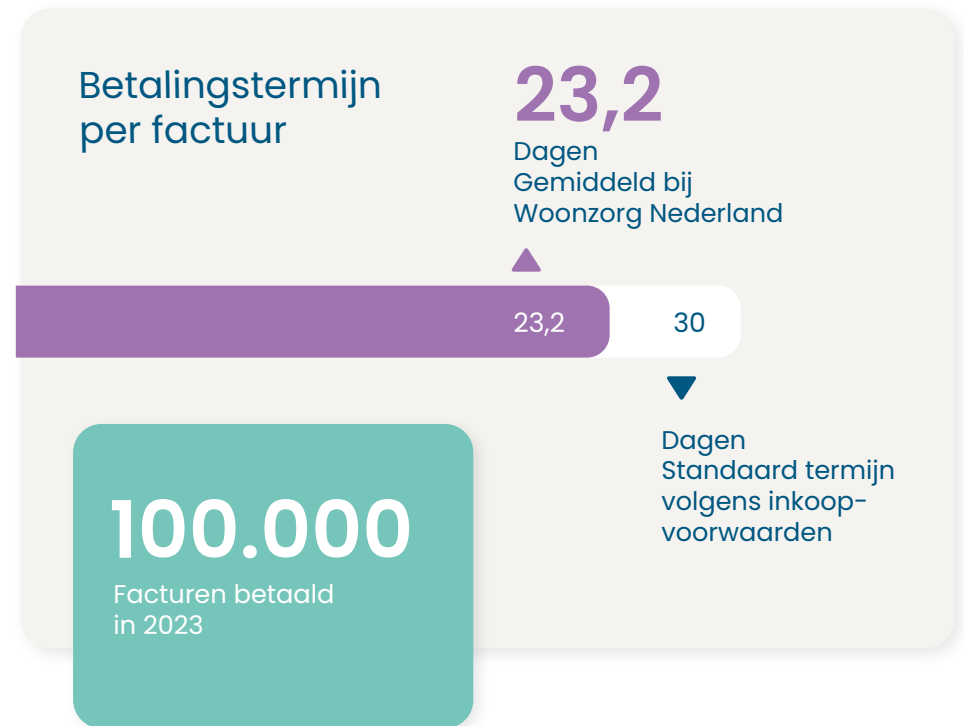 Betalingstermijn
per factuur
23,2
Dagen
Gemiddeld bij
Woonzorg Nederland
23,2
30
Dagen
Standaard termijn
volgens inkoop-
voorwaarden
100.000
Facturen betaald
in 2023